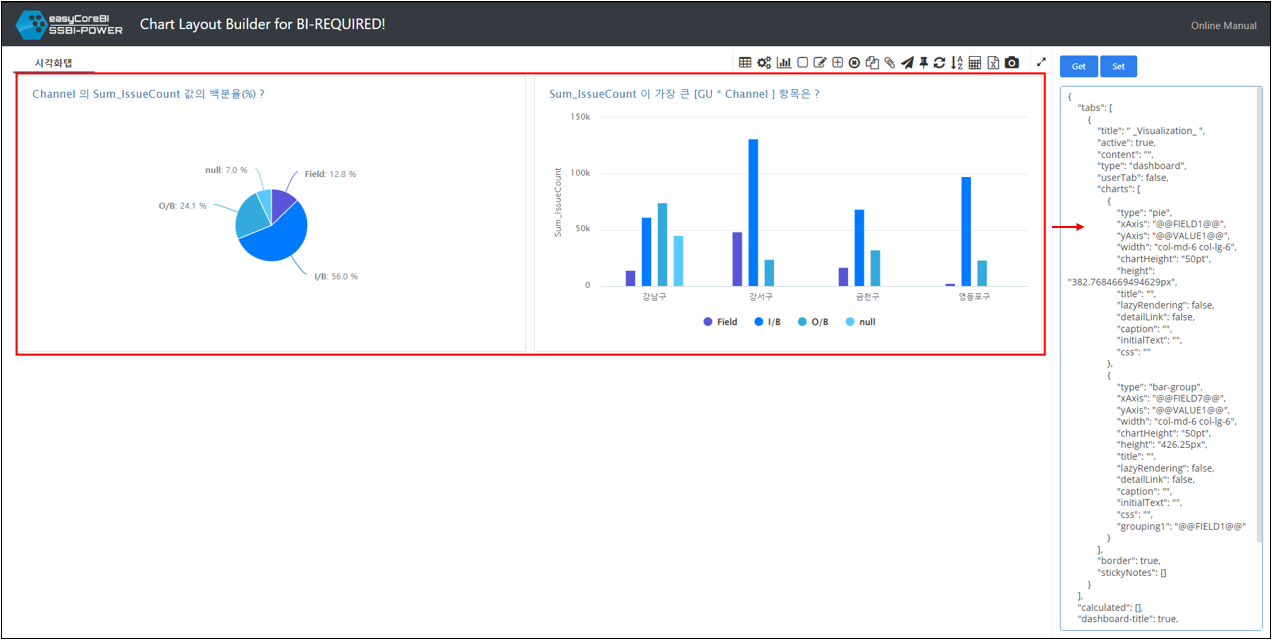 easyCoreBI
SSBI-POWER
Chart Layout Builder for BI-REQUIRED!
Online Manual
시각화탭
Get
Set
Channel 의 Sum_IssueCount 값의 백분율(%) ?
null: 7.0 %
Field: 12.8 %
O/B: 24.1 %
I/B: 56.0 %
Sum_IssueCount 이 가장 큰 [GU * Channel ] 항목은 ?
150k
100k
50k
0
Sum_IssueCount
강남구
강서구
금천구
영등포구
Field
I/B
O/B
null
{
"tabs": [
{
"title": " _Visualization_ ",
"active": true,
"content": "",
"type": "dashboard",
"userTab": false,
"charts": [
{
"type": "pie",
"xAxis": "@@FIELD1@@",
"yAxis": "@@VALUE1@@",
"width": "col-md-6 col-lg-6",
"chartHeight": "50pt",
"height":
"382.7684669494629px",
"title": "",
"lazyRendering": false,
"detailLink": false,
"caption": "",
"initialText": "",
"css": ""
},
{
"type": "bar-group",
"xAxis": "@@FIELD7@@",
"yAxis": "@@VALUE1@@",
"width": "col-md-6 col-lg-6",
"chartHeight": "50pt",
"height": "426.25px",
"title": "",
"lazyRendering": false,
"detailLink": false,
"caption": "",
"initialText": "",
"css": "",
"grouping1": "@@FIELD1@@"
}
],
"border": true,
"stickyNotes": []
}
],
"calculated": [],
"dashboard-title": true,